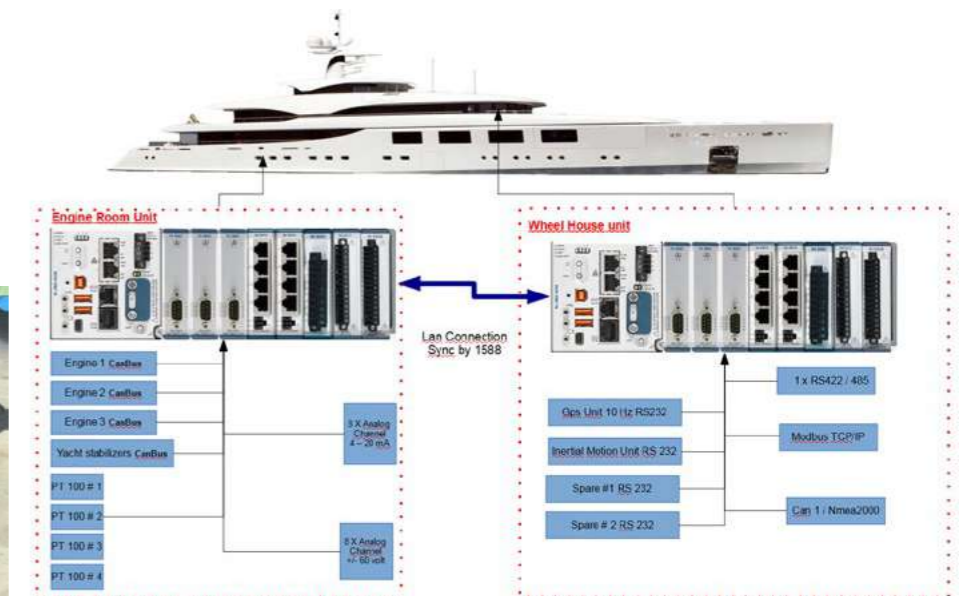 Engine Room Unit
Wheel House unit
Lan Connection
Sync by 1588
Engine 1 CanBus
Engine 2 CanBus
Engine 3 CanBus
Yacht stabilizers CanBus
PT 100 # 1
PT 100 # 2
PT 100 # 3
PT 100 # 4
Analog
Channel
4 – 20 mA
8 X Analog
Channel
+/- 60 volt
Gps Unit 10 Hz RS232
Inertial Motion Unit RS 232
Spare #1 RS 232
Spare # 2 RS 232
1 x RS422 / 485
Modbus TCP/IP
Can 1 / Nmea2000